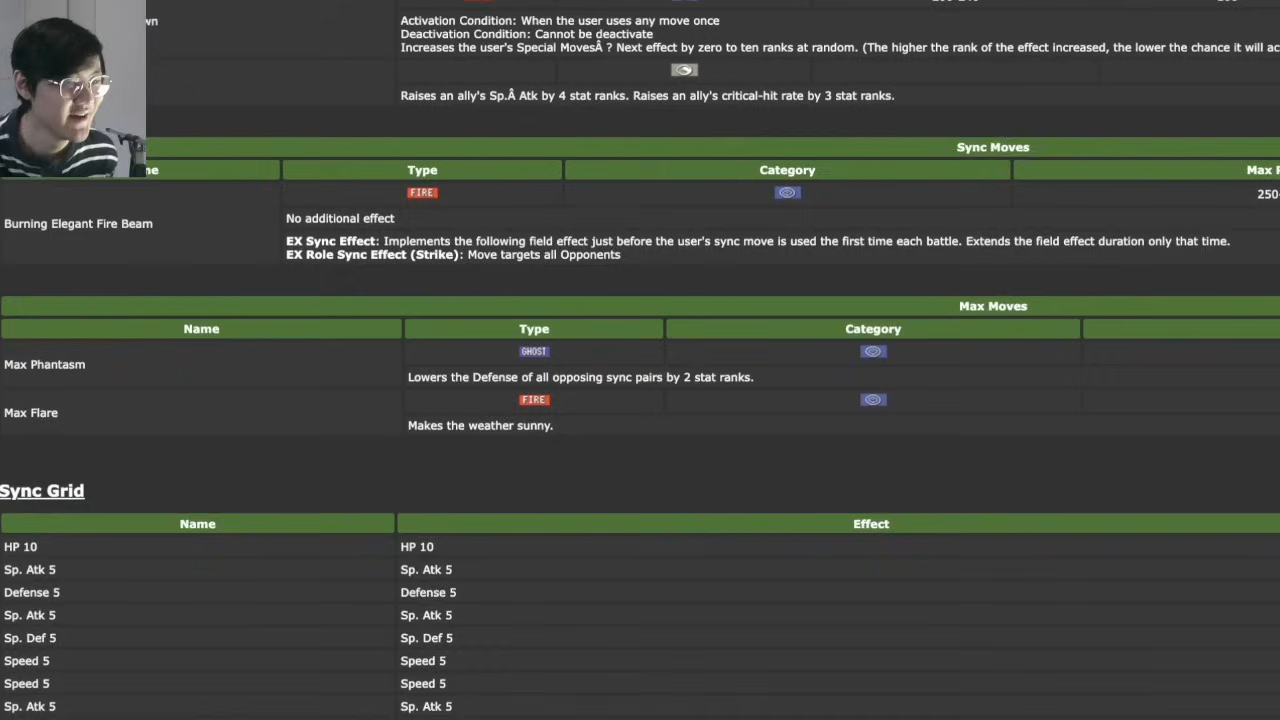 Activation Condition: When the user uses any move once
Deactivation Condition: Cannot be deactivate
Increases the user's Special MovesÂ ? Next effect by zero to ten ranks at random. (The higher the rank of the effect increased, the lower the chance it will ac
Raises an ally's Sp.Â Atk by 4 stat ranks. Raises an ally's critical-hit rate by 3 stat ranks.
Sync Moves
Type Category Max
FIRE
250-
Burning Elegant Fire Beam
No additional effect
EX Sync Effect: Implements the following field effect just before the user's sync move is used the first time each battle. Extends the field effect duration only that time.
EX Role Sync Effect (Strike): Move targets all Opponents
Max Moves
Name Type Category
Max Phantasm
GHOST
Lowers the Defense of all opposing sync pairs by 2 stat ranks.
Max Flare
FIRE
Makes the weather sunny.
Sync Grid
Name Effect
HP 10 HP 10
Sp. Atk 5 Sp. Atk 5
Defense 5 Defense 5
Sp. Atk 5 Sp. Atk 5
Sp. Def 5 Sp. Def 5
Speed 5 Speed 5
Speed 5 Speed 5
Sp. Atk 5 Sp. Atk 5